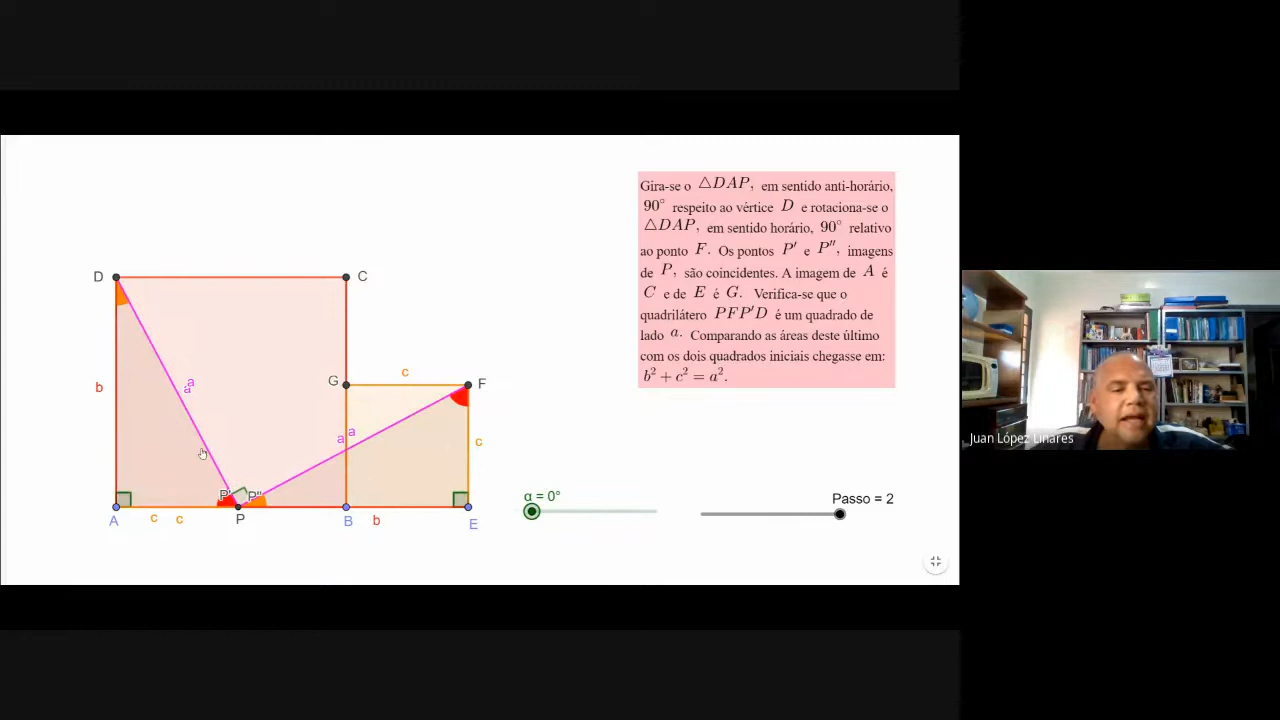 Gira-se o △DAP, em sentido anti-horário,
90° respeito ao vértice D e rotaciona-se o
△DAP, em sentido horário, 90° relativo
ao ponto F. Os pontos P′ e P″, imagens
de P, são coincidentes. A imagem de A é
C e de E é G. Verifica-se que o
quadrilátero PFP′D é um quadrado de
lado a. Comparando as áreas deste último
com os dois quadrados iniciais chegasse em:
b² + c² = a².
D
C
b
a
a
G
c
F
a
a
c
P'
P"
A
c
c
P
B
b
E
α = 0°
Passo = 2
Juan López Linares